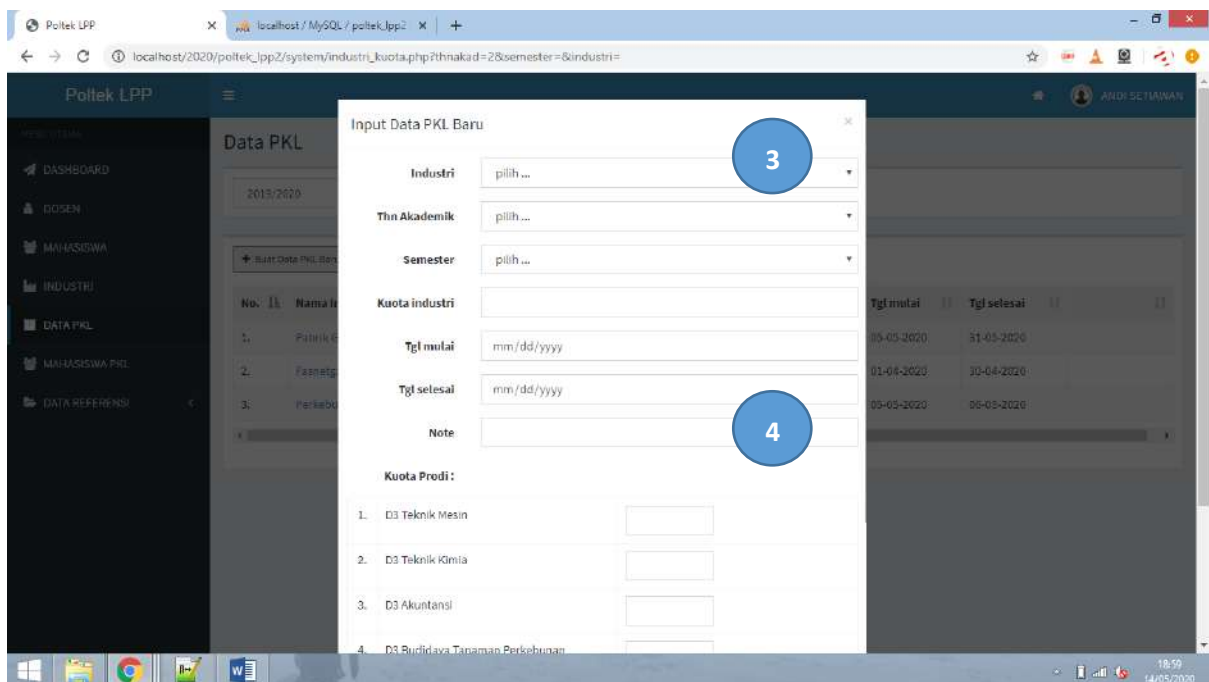 Poltek LPP
localhost / MySQL / poltek_lpp2
localhost/2020/poltek_lpp2/system/industri_kuota.php?thnakad=2&semester=&industri=
Poltek LPP
ANDI SETIAWAN
Data PKL
DASHBOARD
DOSEN
MAHASISWA
INDUSTRI
DATA PKL
MAHASISWA PKL
DATA REFERENSI
2019/2020
+ Buat Data PKL
No. Nama Tgl mulai Tgl selesai
1. 05-05-2020 31-05-2020
2. 01-04-2020 30-04-2020
3. Perkebu 05-05-2020 06-05-2020
Input Data PKL Baru ×
3
Industri pilih ...
Thn Akademik pilih ...
Semester pilih ...
Kuota industri
Tgl mulai mm/dd/yyyy
Tgl selesai mm/dd/yyyy
Note
4
Kuota Prodi :
1. D3 Teknik Mesin
2. D3 Teknik Kimia
3. D3 Akuntansi
4. D3 Budidaya Tanaman Perkebunan
18:59
14/05/2020